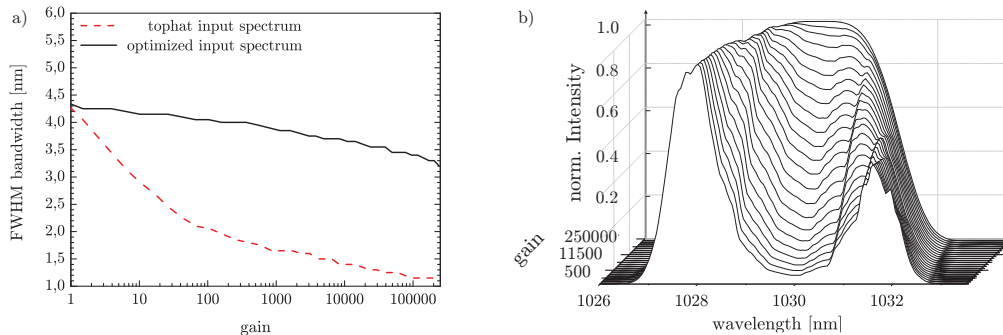 a)
6,0
5,5
5,0
4,5
4,0
3,5
3,0
2,5
2,0
1,5
1,0
FWHM bandwidth [nm]
tophat input spectrum
optimized input spectrum
1 10 100 1000 10000 100000
gain
b)
1.0
0.8
0.6
0.4
0.2
norm. Intensity
250000
11500
500
gain
1026 1028 1030 1032
wavelength [nm]